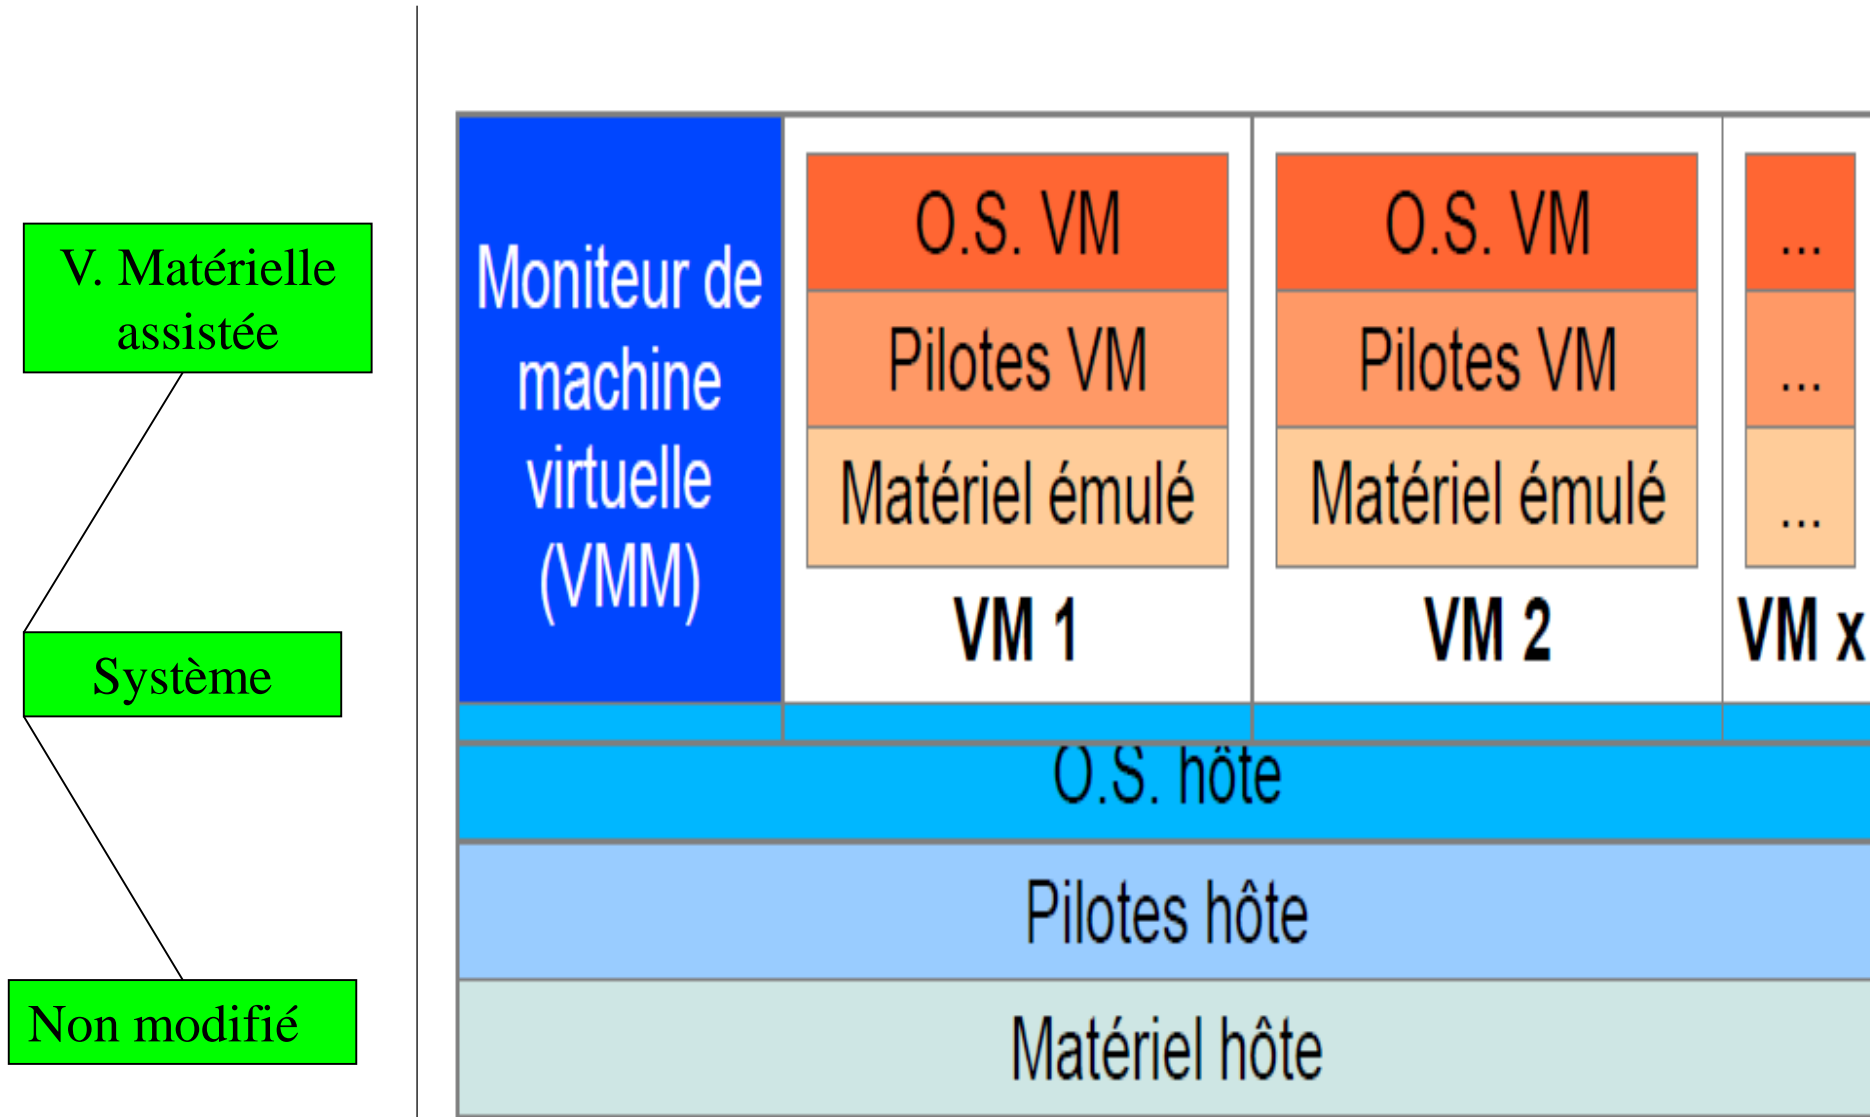 V. Matérielle
assistée
Système
Non modifié
Moniteur de
machine
virtuelle
(VMM)
O.S. VM
Pilotes VM
Matériel émulé
VM 1
O.S. VM
Pilotes VM
Matériel émulé
VM 2
...
...
...
VM x
O.S. hôte
Pilotes hôte
Matériel hôte